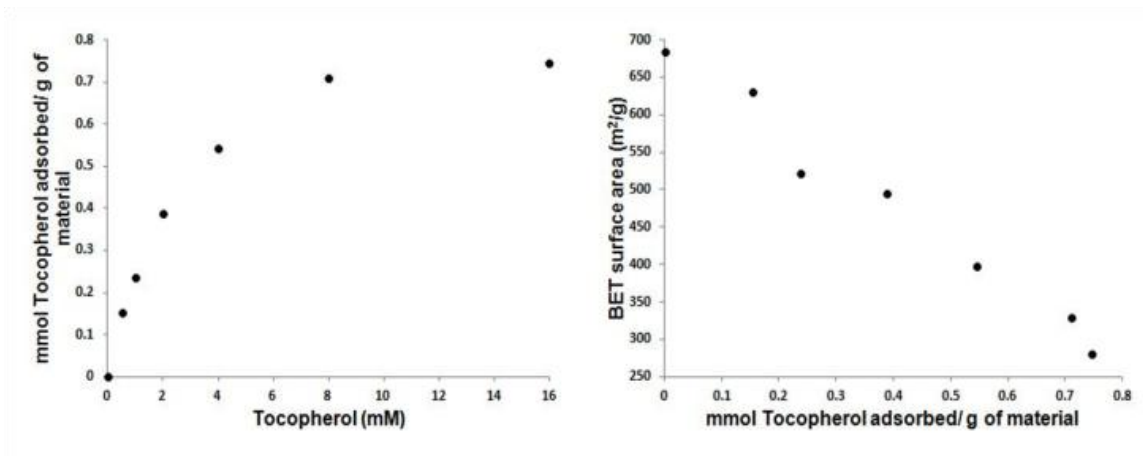 mmol Tocopherol adsorbed/ g of
material
0.8
0.7
0.6
0.5
0.4
0.3
0.2
0.1
0
0 2 4 6 8 10 12 14 16
Tocopherol (mM)
BET surface area (m²/g)
700
650
600
550
500
450
400
350
300
250
0 0.1 0.2 0.3 0.4 0.5 0.6 0.7 0.8
mmol Tocopherol adsorbed/ g of material